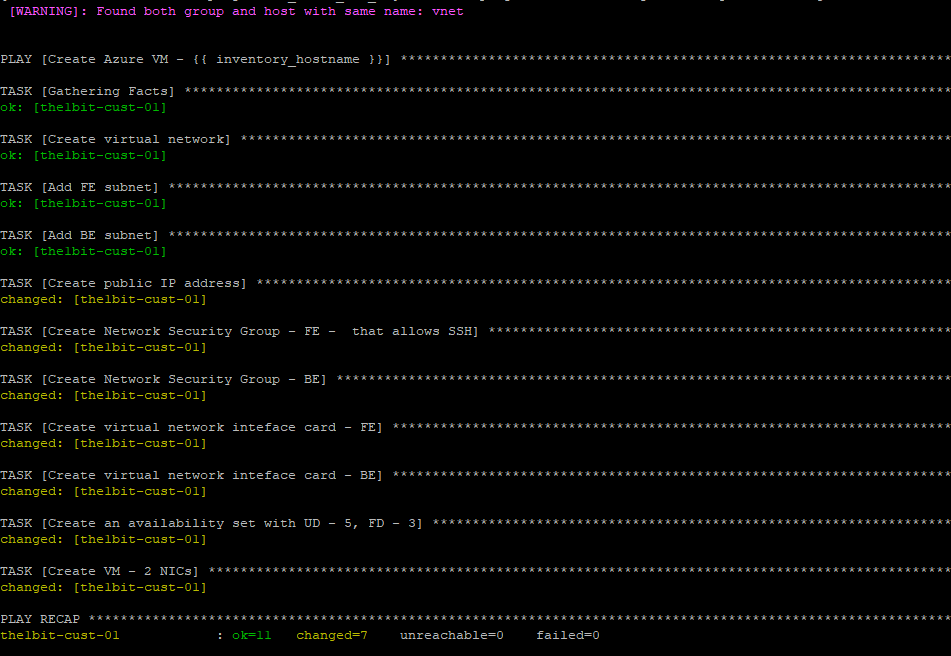 [WARNING]: Found both group and host with same name: vnet
PLAY [Create Azure VM - {{ inventory_hostname }}] *********************************************************************
TASK [Gathering Facts] ************************************************************************************************
ok: [thelbit-cust-01]
TASK [Create virtual network] *****************************************************************************************
ok: [thelbit-cust-01]
TASK [Add FE subnet] **************************************************************************************************
ok: [thelbit-cust-01]
TASK [Add BE subnet] **************************************************************************************************
ok: [thelbit-cust-01]
TASK [Create public IP address] ***************************************************************************************
changed: [thelbit-cust-01]
TASK [Create Network Security Group - FE -  that allows SSH] **********************************************************
changed: [thelbit-cust-01]
TASK [Create Network Security Group - BE] *****************************************************************************
changed: [thelbit-cust-01]
TASK [Create virtual network inteface card - FE] **********************************************************************
changed: [thelbit-cust-01]
TASK [Create virtual network inteface card - BE] **********************************************************************
changed: [thelbit-cust-01]
TASK [Create an availability set with UD - 5, FD - 3] *****************************************************************
changed: [thelbit-cust-01]
TASK [Create VM - 2 NICs] *********************************************************************************************
changed: [thelbit-cust-01]
PLAY RECAP ************************************************************************************************************
thelbit-cust-01            : ok=11   changed=7    unreachable=0    failed=0